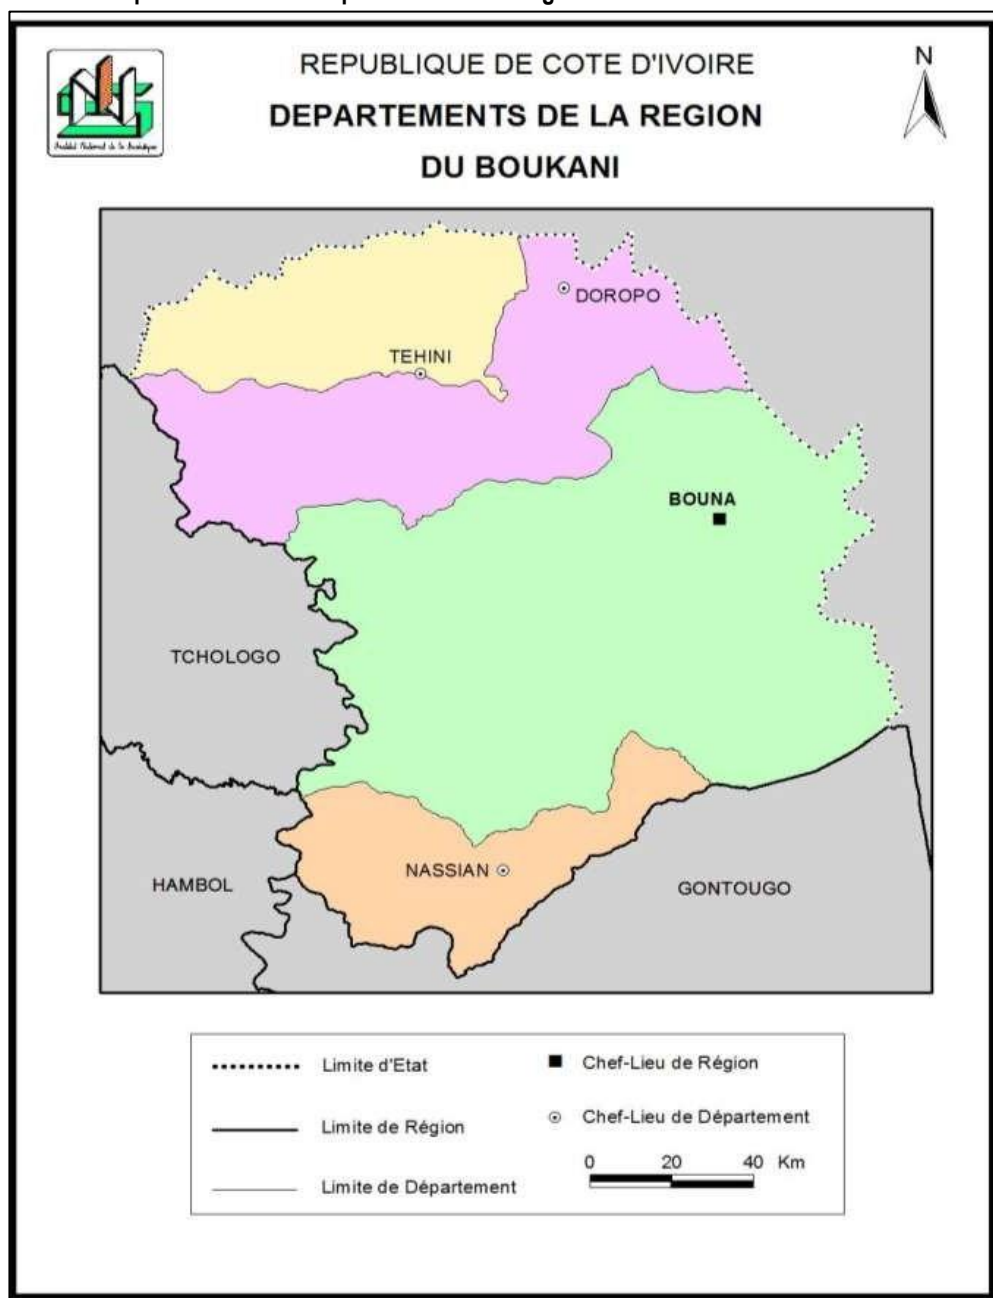 REPUBLIQUE DE COTE D'IVOIRE
DEPARTEMENTS DE LA REGION
DU BOUKANI
N
DOROPO
TEHINI
BOUNA
TCHOLOGO
NASSIAN
HAMBOL
GONTOUGO
Limite d'Etat
Chef-Lieu de Région
Limite de Région
Chef-Lieu de Département
0 20 40 Km
Limite de Département